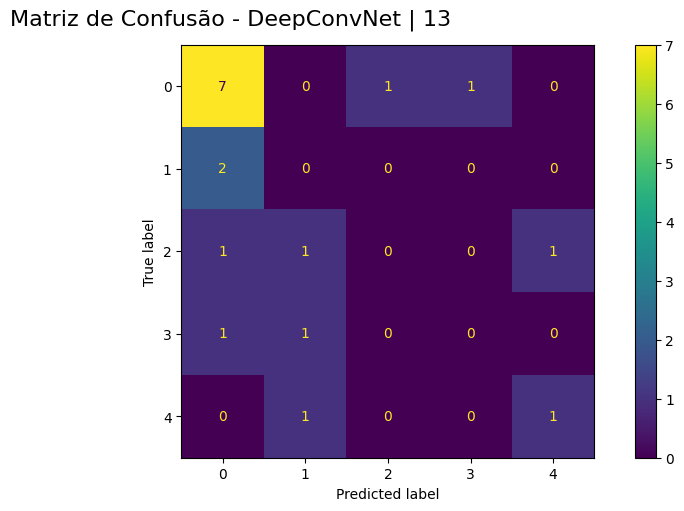 Matriz de Confusão - DeepConvNet | 13
True label
0 7 0 1 1 0
1 2 0 0 0 0
2 1 1 0 0 1
3 1 1 0 0 0
4 0 1 0 0 1
0 1 2 3 4
Predicted label
7
6
5
4
3
2
1
0